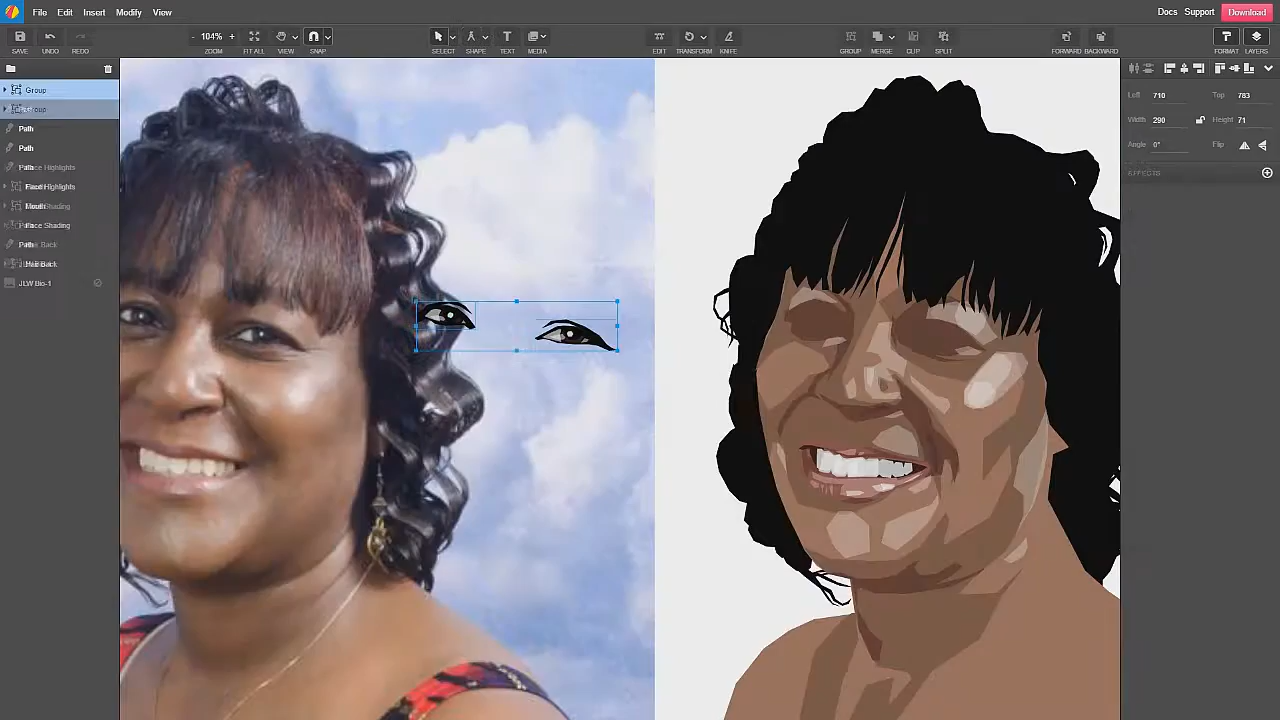 File Edit Insert Modify View Docs Support Download
- 104% +
SAVE UNDO REDO ZOOM FIT ALL VIEW SNAP SELECT SHAPE TEXT MEDIA EDIT TRANSFORM KNIFE GROUP MERGE CLIP SPLIT FORWARD BACKWARD FORMAT LAYERS
Group
Left 710 Top 783
Width 290 Height 71
Path
Path
Angle 0° Flip
EFFECTS
Face Shading
JLW Bio-1